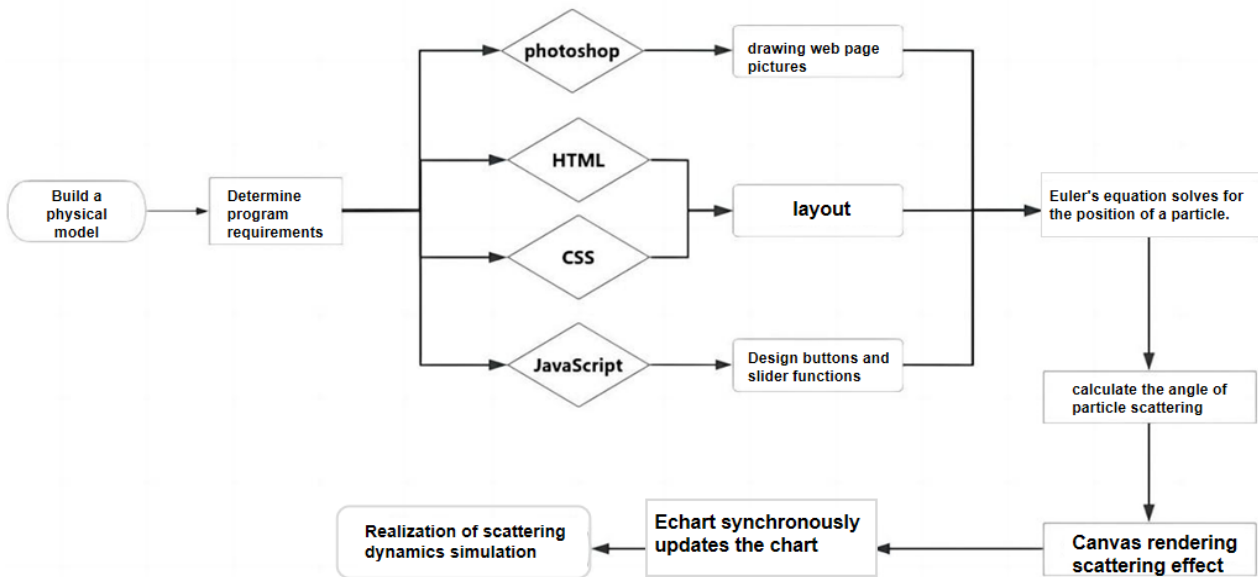 photoshop
drawing web page
pictures
HTML
Build a
physical
model
Determine
program
requirements
layout
Euler's equation solves for
the position of a particle.
CSS
JavaScript
Design buttons and
slider functions
calculate the angle of
particle scattering
Realization of scattering
dynamics simulation
Echart synchronously
updates the chart
Canvas rendering
scattering effect